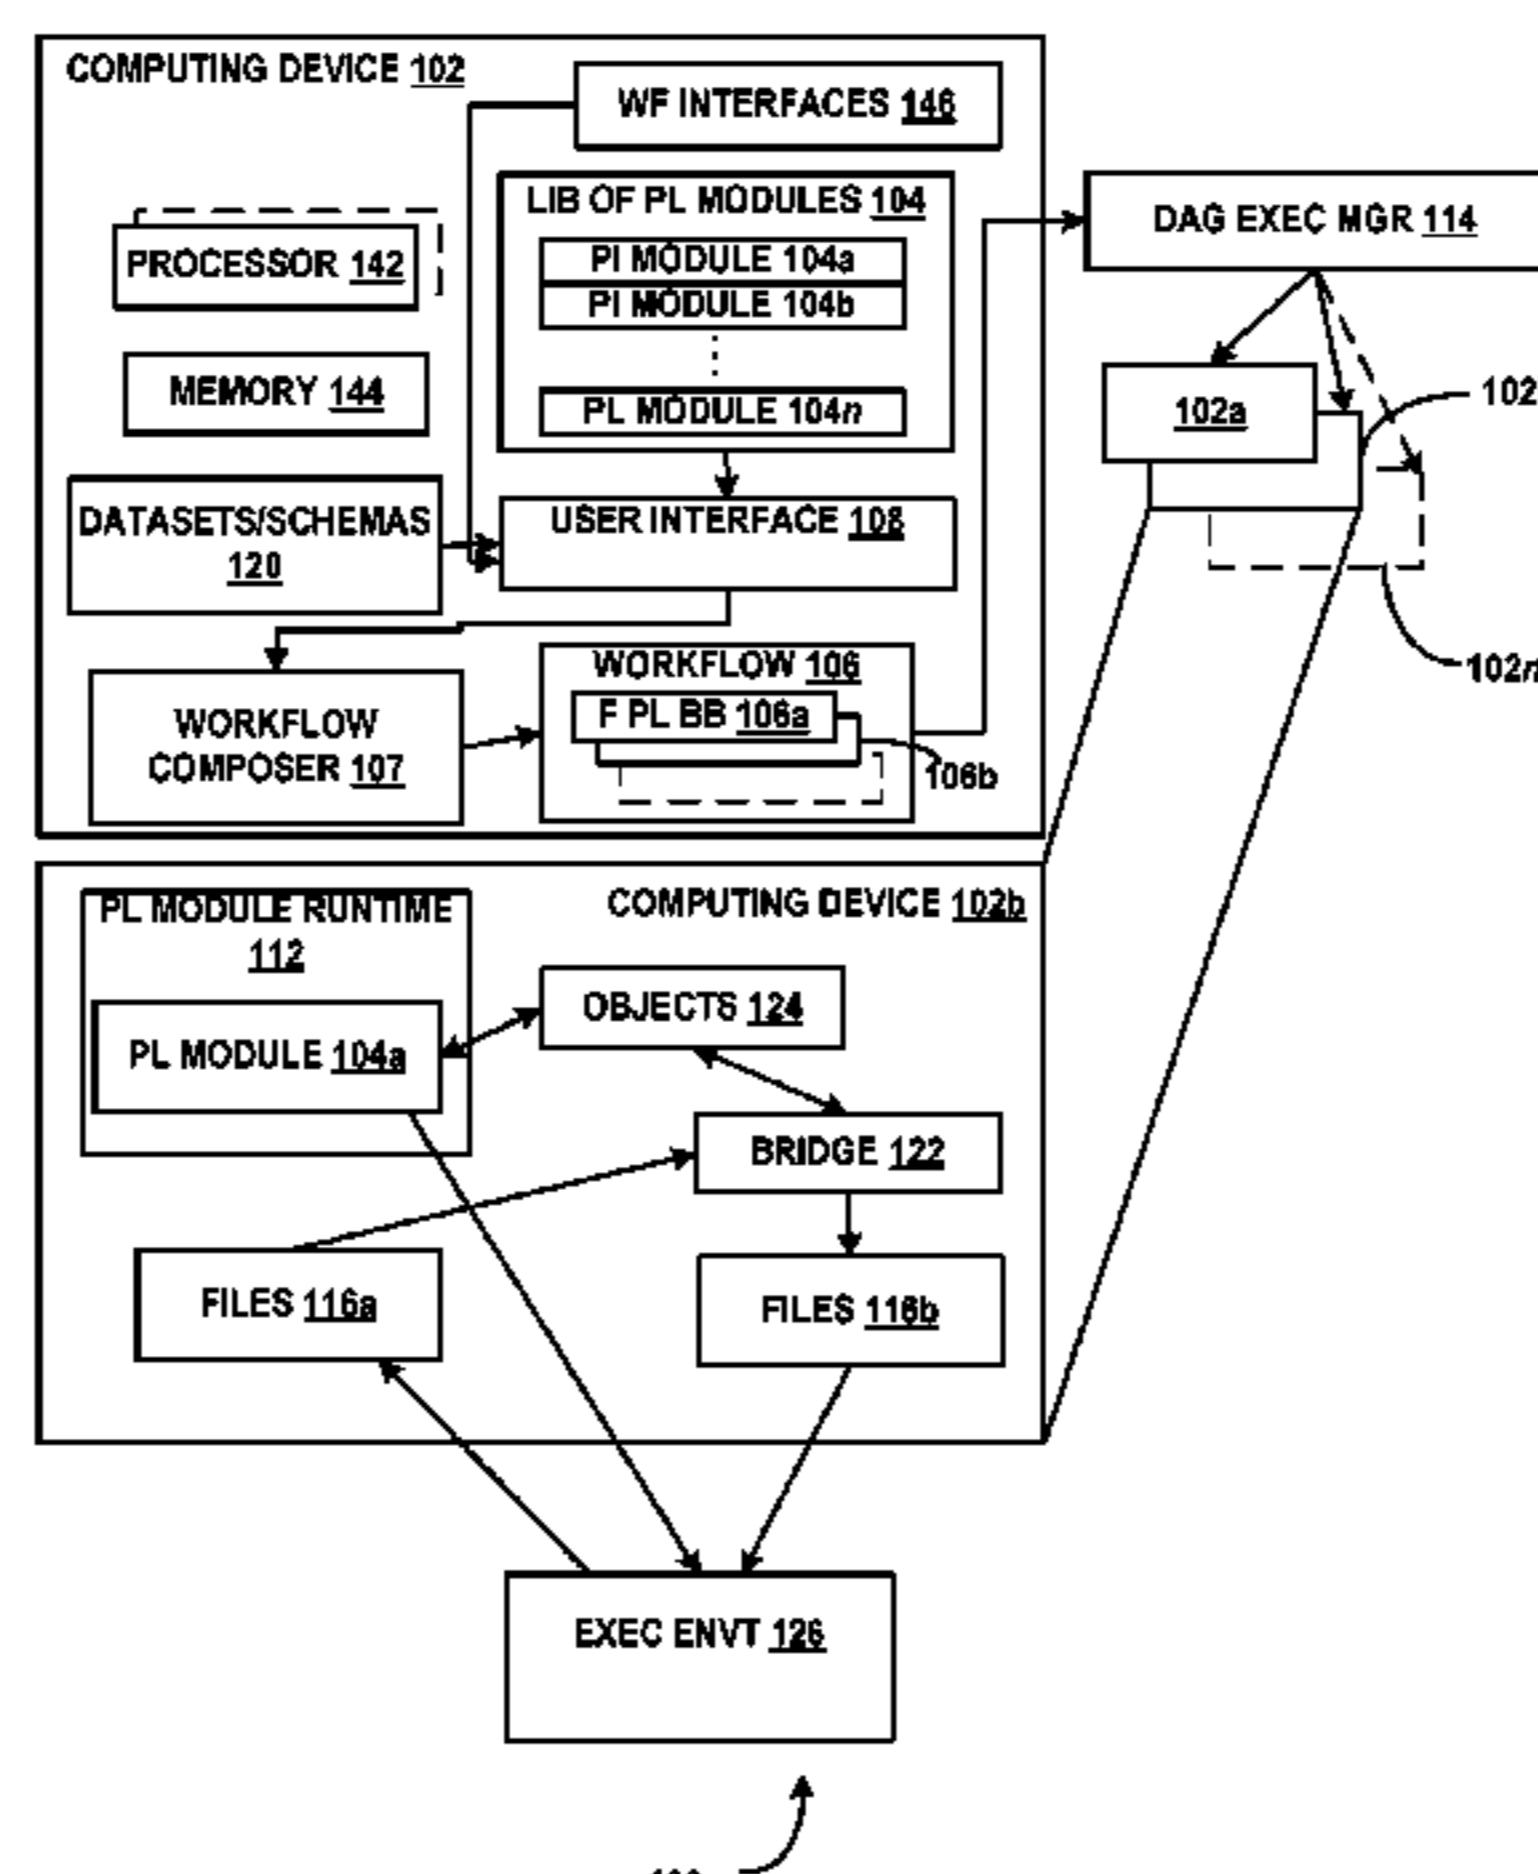 COMPUTING DEVICE 102
WF INTERFACES 146
LIB OF PL MODULES 104
PI MODULE 104a
PI MODULE 104b
PL MODULE 104n
PROCESSOR 142
MEMORY 144
DATASETS/SCHEMAS
120
USER INTERFACE 108
WORKFLOW
COMPOSER 107
WORKFLOW 106
F PL BB 106a
106b
DAG EXEC MGR 114
102a
102
102n
COMPUTING DEVICE 102b
PL MODULE RUNTIME
112
PL MODULE 104a
OBJECTS 124
BRIDGE 122
FILES 116a
FILES 116b
EXEC ENVT 126